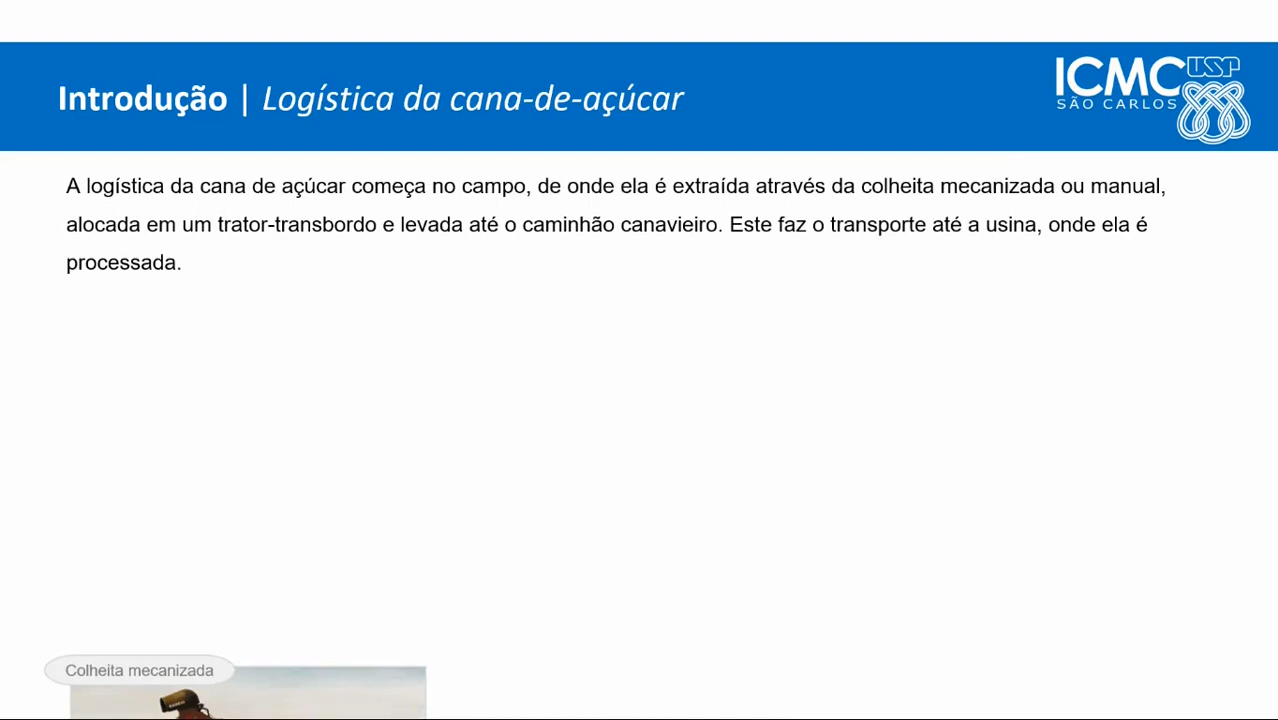 Introdução | Logística da cana-de-açúcar
ICMC USP
SÃO CARLOS
A logística da cana de açúcar começa no campo, de onde ela é extraída através da colheita mecanizada ou manual,
alocada em um trator-transbordo e levada até o caminhão canavieiro. Este faz o transporte até a usina, onde ela é
processada.
Colheita mecanizada